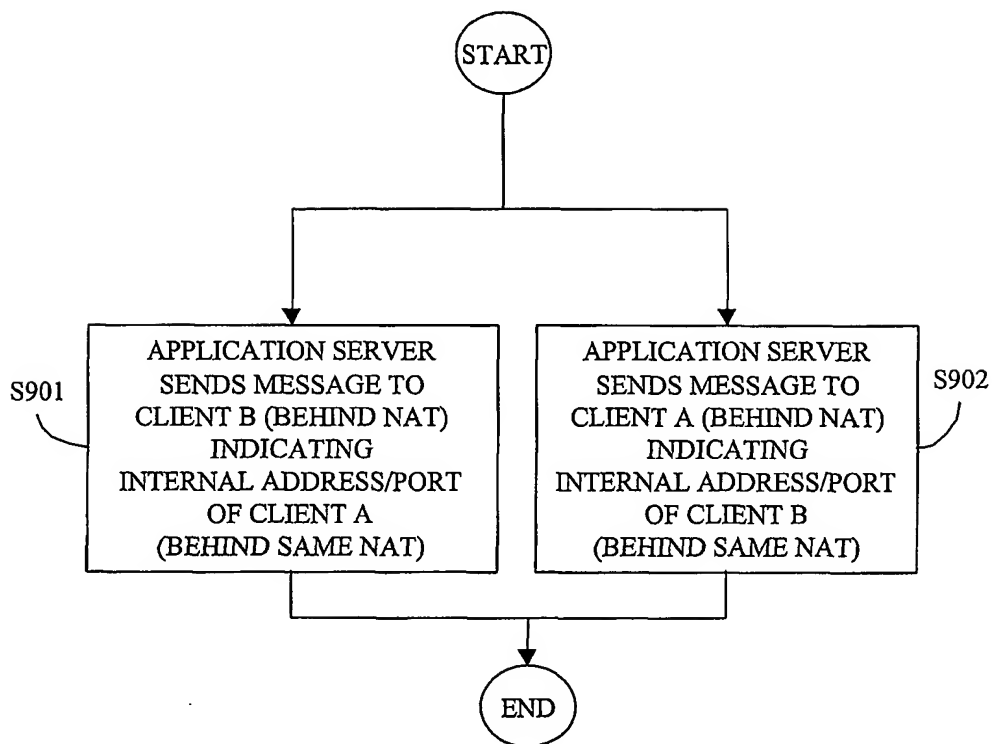 START
S901
APPLICATION SERVER
SENDS MESSAGE TO
CLIENT B (BEHIND NAT)
INDICATING
INTERNAL ADDRESS/PORT
OF CLIENT A
(BEHIND SAME NAT)
APPLICATION SERVER
SENDS MESSAGE TO
CLIENT A (BEHIND NAT)
INDICATING
INTERNAL ADDRESS/PORT
OF CLIENT B
(BEHIND SAME NAT)
S902
END